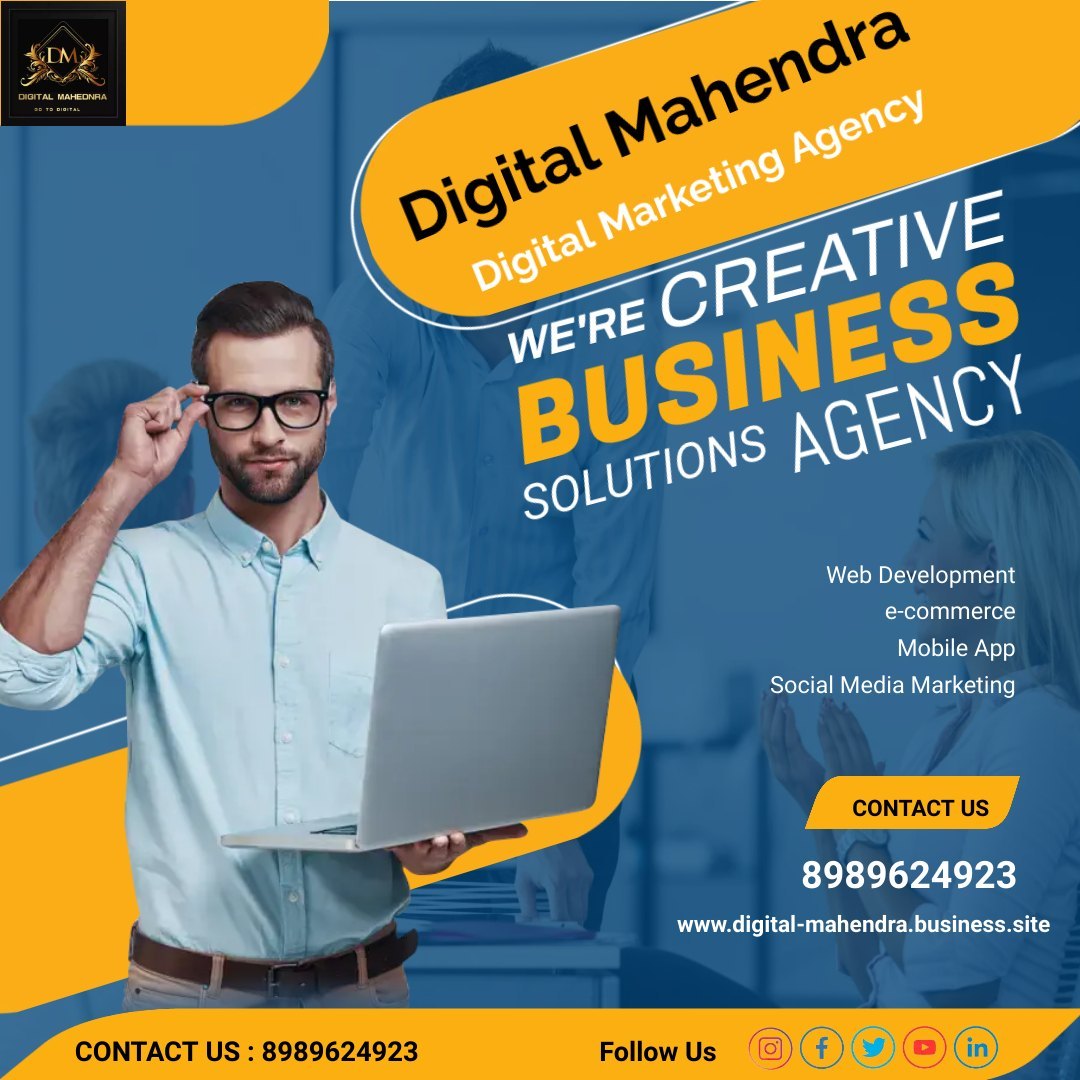 DM
DIGITAL MAHEDNRA
GO TO DIGITAL
Digital Mahendra
Digital Marketing Agency
WE'RE CREATIVE
BUSINESS
SOLUTIONS AGENCY
Web Development
e-commerce
Mobile App
Social Media Marketing
CONTACT US
8989624923
www.digital-mahendra.business.site
CONTACT US : 8989624923
Follow Us